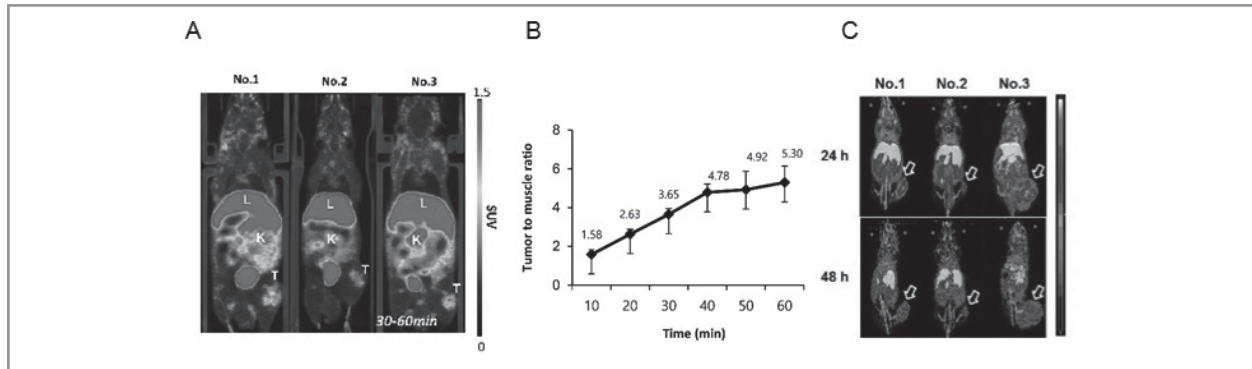 A
No.1 No.2 No.3
1.5
SUV
0
L L L
K K K
T T T
30-60min
B
Tumor to muscle ratio
8
6
4
2
0
1.58 2.63 3.65 4.78 4.92 5.30
10 20 30 40 50 60
Time (min)
C
No.1 No.2 No.3
24 h
48 h